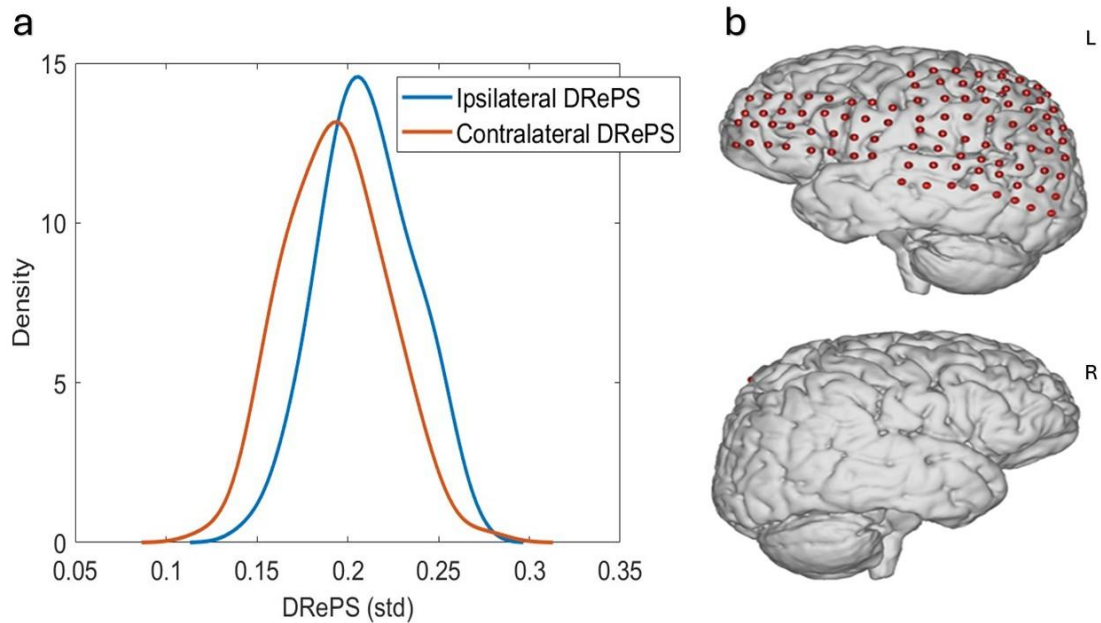 a
15
10
5
0
Density
0.05
0.1
0.15
0.2
0.25
0.3
0.35
DRePS (std)
Ipsilateral DRePS
Contralateral DRePS
b
L
R